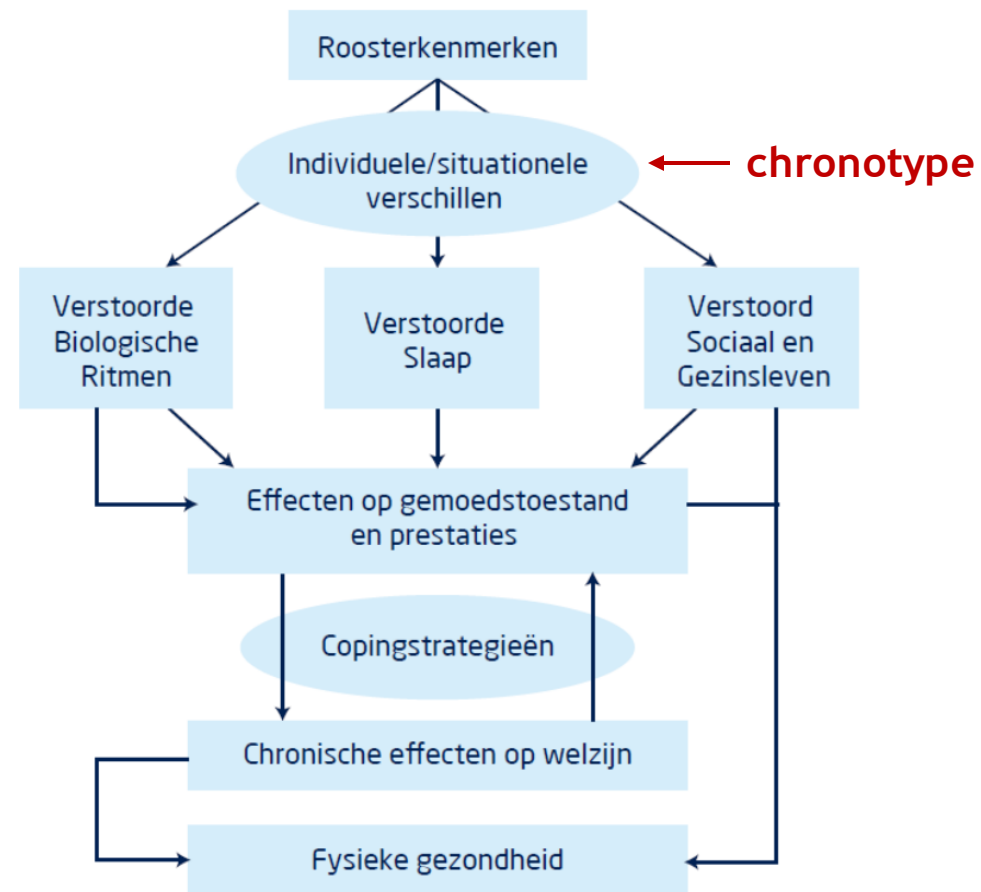 Roosterkenmerken
Individuele/situationele
verschillen
chronotype
Verstoorde
Biologische
Ritmen
Verstoorde
Slaap
Verstoord
Sociaal en
Gezinsleven
Effecten op gemoedstoestand
en prestaties
Copingstrategieën
Chronische effecten op welzijn
Fysieke gezondheid